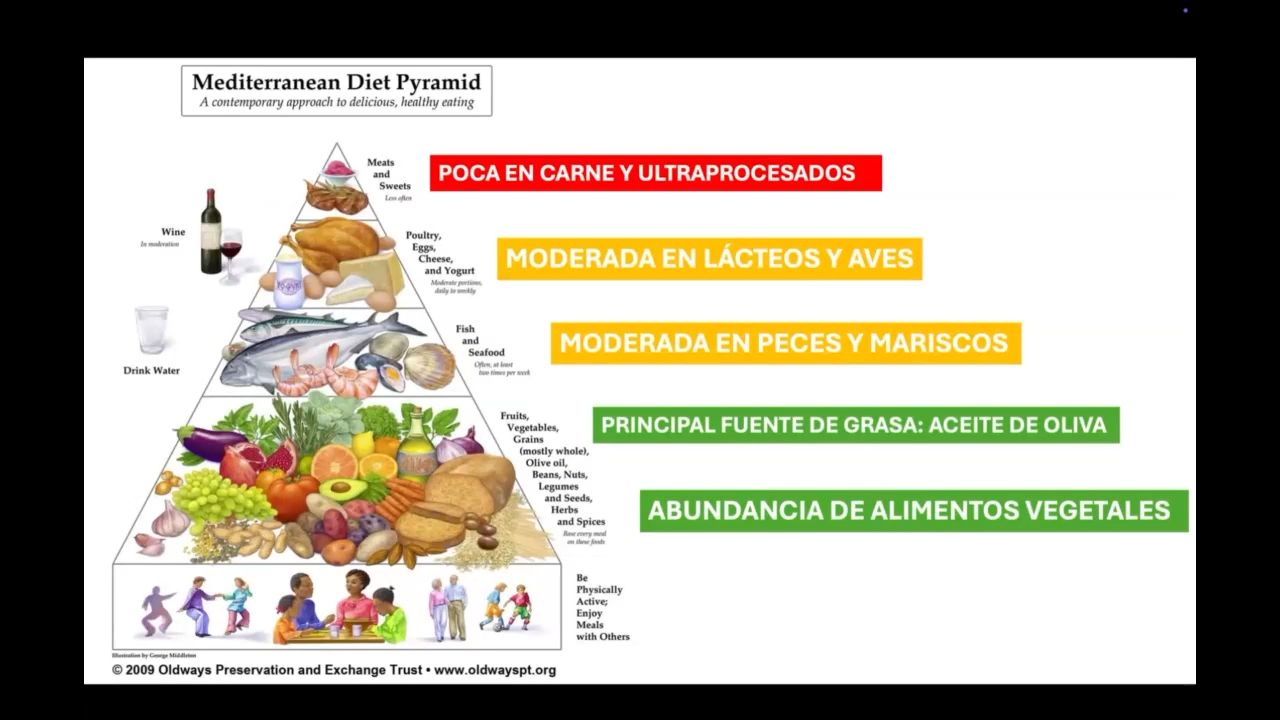 Mediterranean Diet Pyramid
A contemporary approach to delicious, healthy eating
Meats
and
Sweets
Less often
POCA EN CARNE Y ULTRAPROCESADOS
Wine
In moderation
Poultry,
Eggs,
Cheese,
and Yogurt
Moderate portions,
daily to weekly
MODERADA EN LÁCTEOS Y AVES
Yogurt
Drink Water
Fish
and
Seafood
Often, at least
two times per week
MODERADA EN PECES Y MARISCOS
Fruits,
Vegetables,
Grains
(mostly whole),
Olive oil,
Beans, Nuts,
Legumes
and Seeds,
Herbs
and Spices
Base every meal
on these foods
PRINCIPAL FUENTE DE GRASA: ACEITE DE OLIVA
ABUNDANCIA DE ALIMENTOS VEGETALES
Be
Physically
Active;
Enjoy
Meals
with Others
Illustration by George Middleton
© 2009 Oldways Preservation and Exchange Trust • www.oldwayspt.org